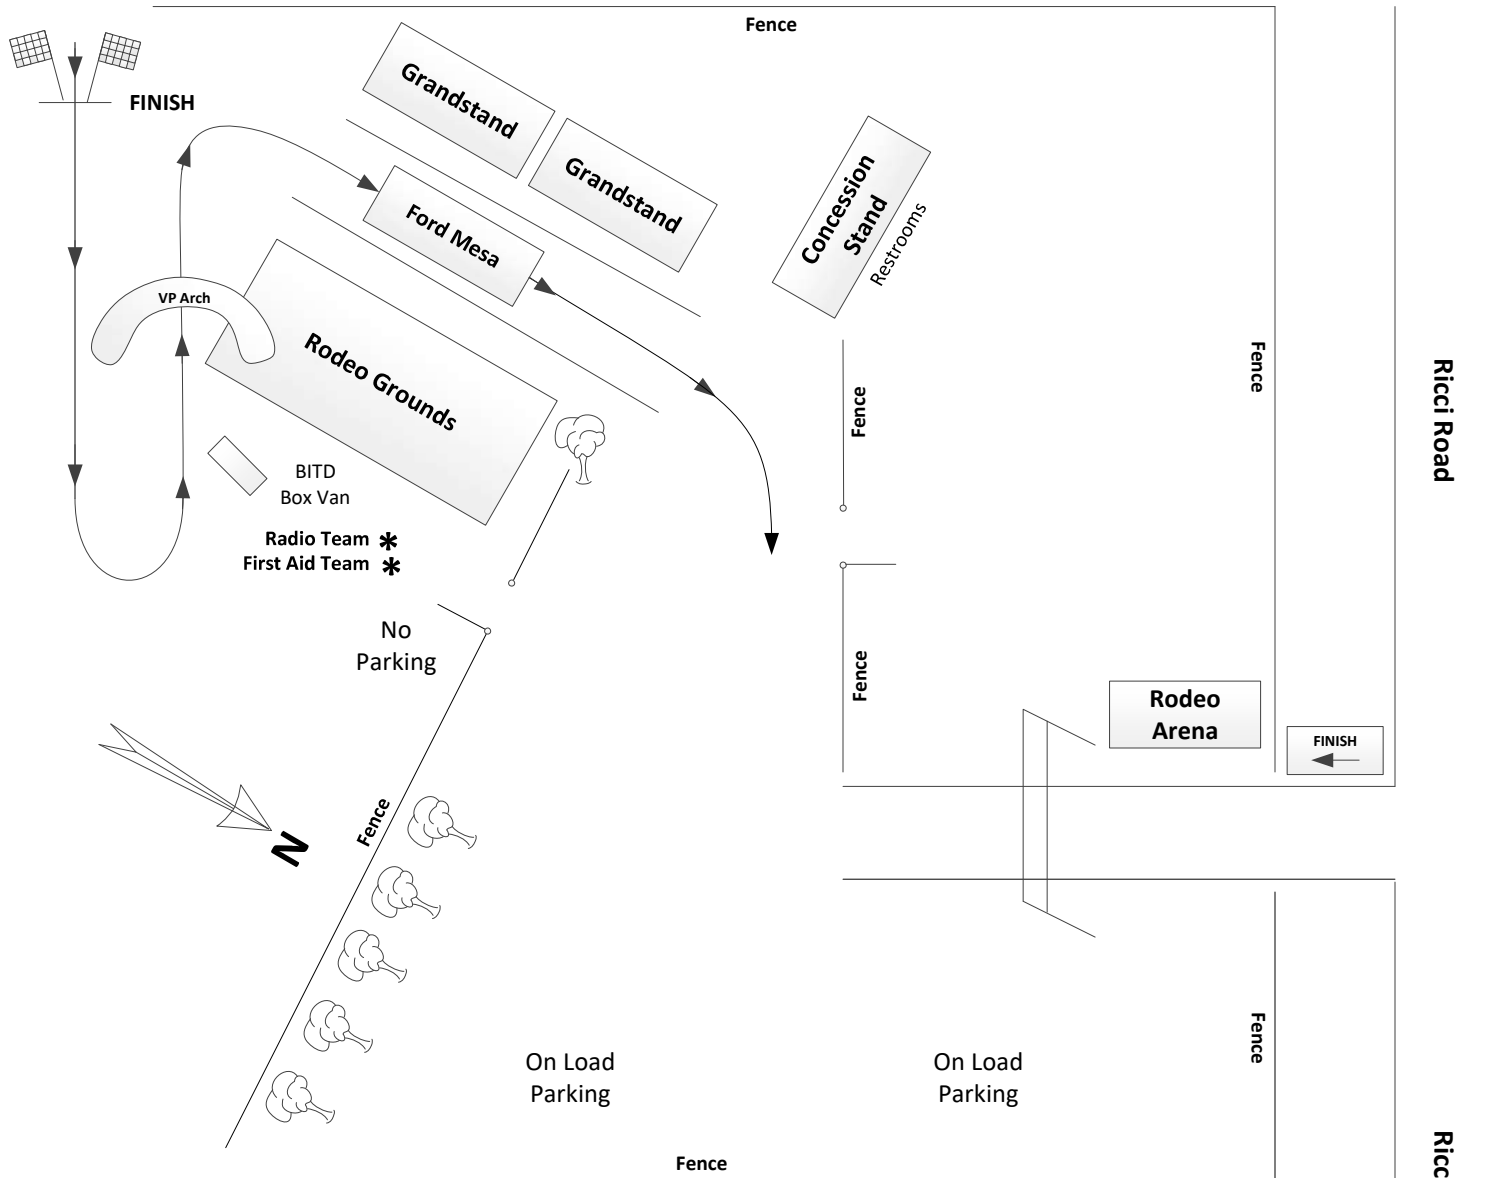 Fence
FINISH
Grandstand
Grandstand
Concession
Stand
Restrooms
Ford Mesa
VP Arch
Rodeo Grounds
Fence
Fence
Ricci Road
BITD
Box Van
Radio Team *
First Aid Team *
No
Parking
Fence
Rodeo
Arena
FINISH
N
Fence
On Load
Parking
On Load
Parking
Fence
Fence
Ricc